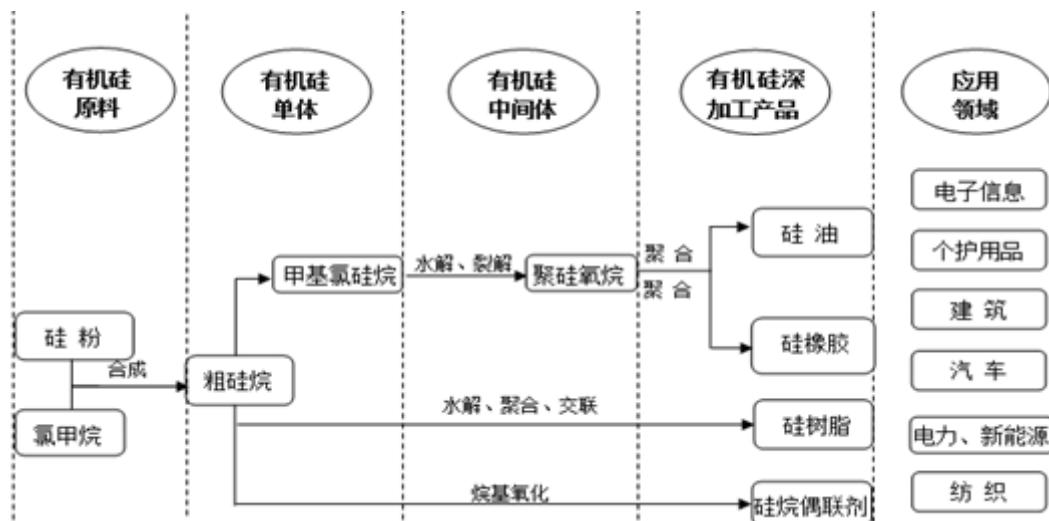 有机硅
原料
有机硅
单体
有机硅
中间体
有机硅深
加工产品
应用
领域
硅 粉
氯甲烷
合成
粗硅烷
甲基氯硅烷
水解、裂解
聚硅氧烷
聚 合
聚 合
硅 油
硅橡胶
水解、聚合、交联
硅树脂
烷基氧化
硅烷偶联剂
电子信息
个护用品
建 筑
汽 车
电力、新能源
纺 织